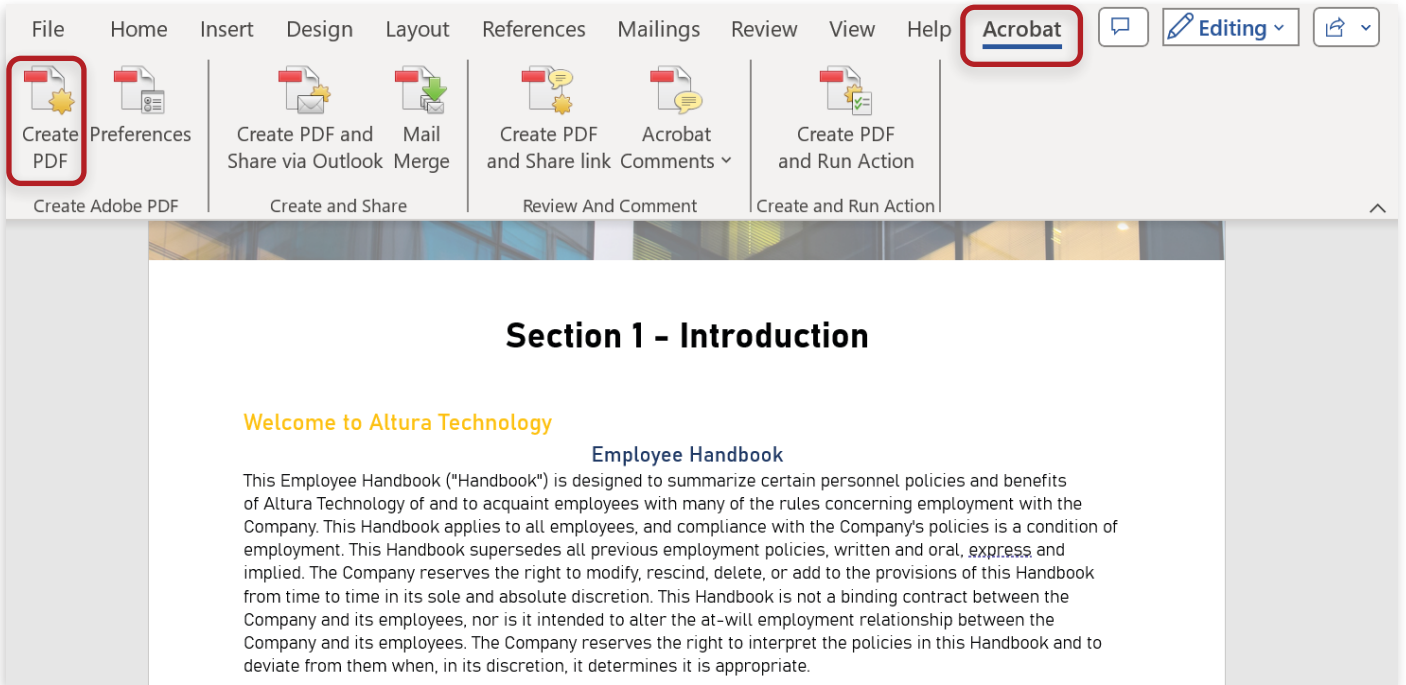 File Home Insert Design Layout References Mailings Review View Help Acrobat Editing
Create PDF
Preferences
Create PDF and Share via Outlook
Mail Merge
Create PDF and Share link
Acrobat Comments
Create PDF and Run Action
Create Adobe PDF
Create and Share
Review And Comment
Create and Run Action
Section 1 - Introduction
Welcome to Altura Technology
Employee Handbook
This Employee Handbook ("Handbook") is designed to summarize certain personnel policies and benefits
of Altura Technology of and to acquaint employees with many of the rules concerning employment with the
Company. This Handbook applies to all employees, and compliance with the Company's policies is a condition of
employment. This Handbook supersedes all previous employment policies, written and oral, express and
implied. The Company reserves the right to modify, rescind, delete, or add to the provisions of this Handbook
from time to time in its sole and absolute discretion. This Handbook is not a binding contract between the
Company and its employees, nor is it intended to alter the at-will employment relationship between the
Company and its employees. The Company reserves the right to interpret the policies in this Handbook and to
deviate from them when, in its discretion, it determines it is appropriate.